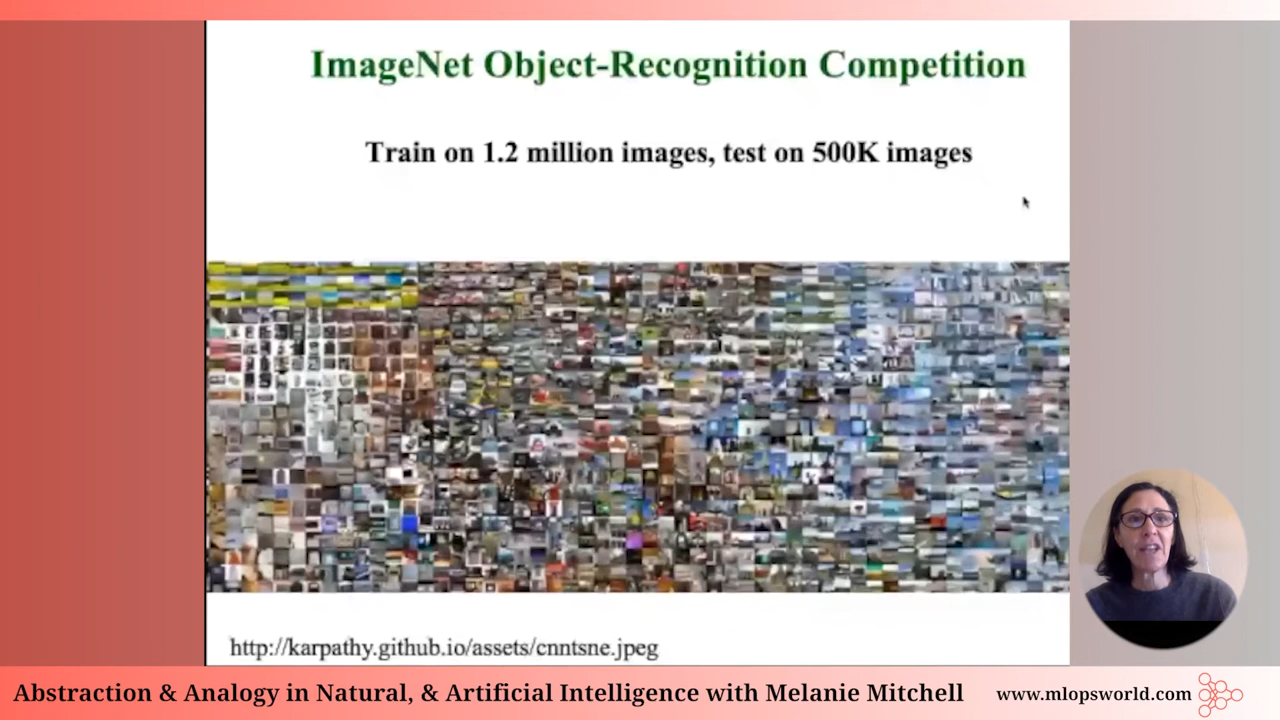 ImageNet Object-Recognition Competition
Train on 1.2 million images, test on 500K images
http://karpathy.github.io/assets/cnntsne.jpeg
Abstraction & Analogy in Natural, & Artificial Intelligence with Melanie Mitchell
www.mlopsworld.com